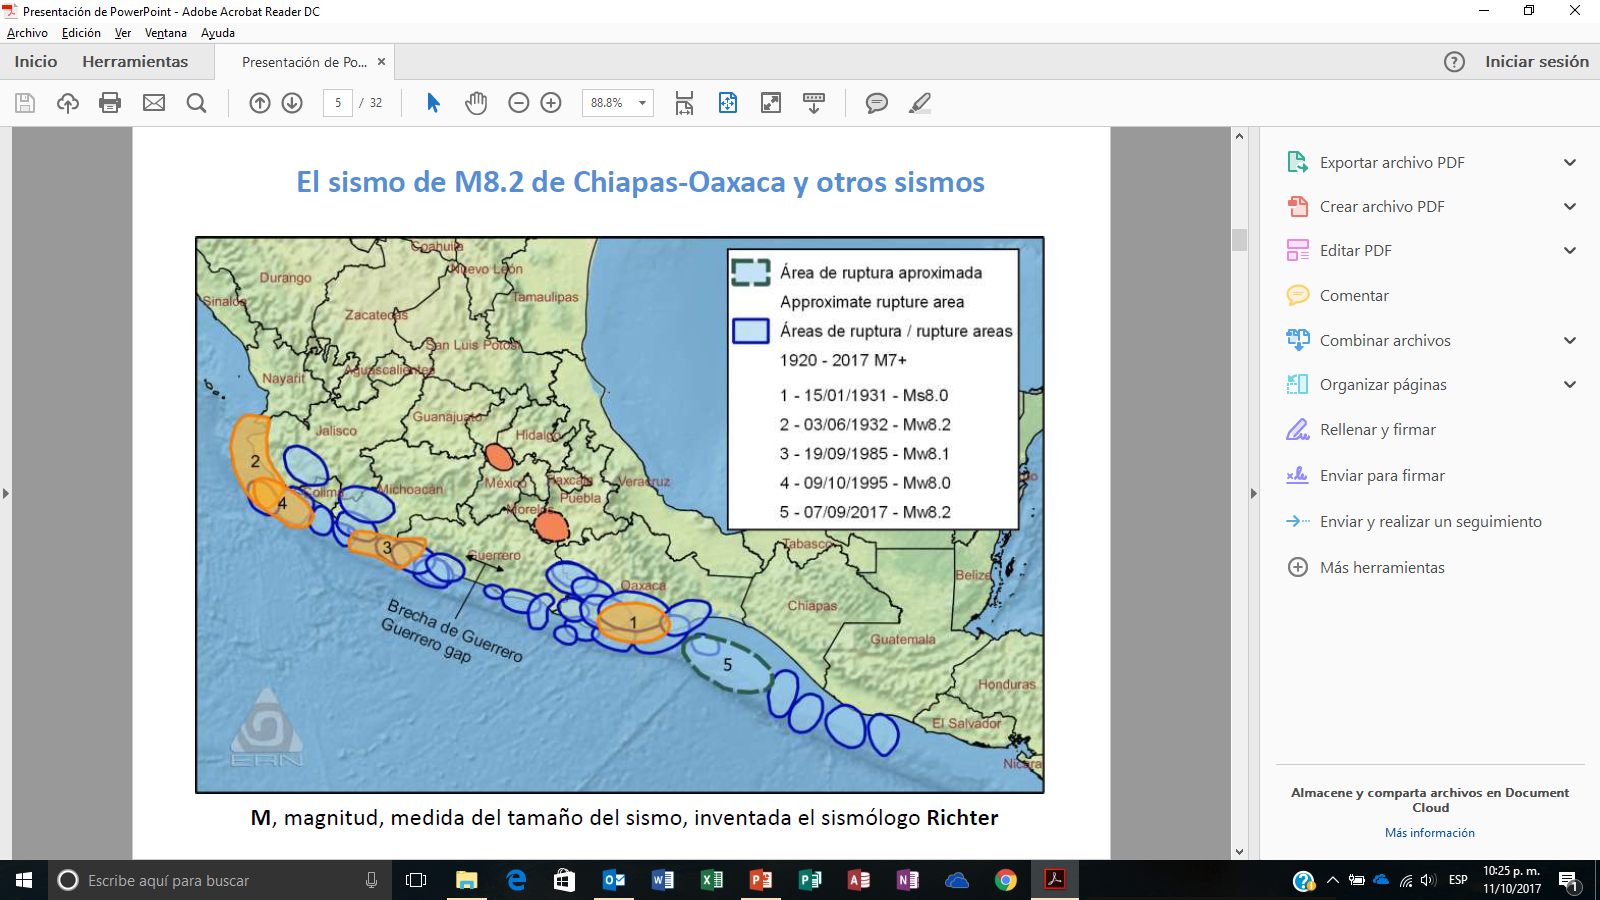 Presentación de PowerPoint - Adobe Acrobat Reader DC
Archivo Edición Ver Ventana Ayuda
Inicio Herramientas Presentación de Po... × ? Iniciar sesión
5 / 32 88.8%
El sismo de M8.2 de Chiapas-Oaxaca y otros sismos
Coahuila
Nuevo León
Durango
Tamaulipas
Sinaloa
Zacatecas
San Luis Potosí
Aguascalientes
Nayarit
Guanajuato
Jalisco
Hidalgo
México
Tlaxcala
Veracruz
Michoacán
Colima
Puebla
Morelos
Guerrero
Oaxaca
Tabasco
Chiapas
Belize
Guatemala
Honduras
El Salvador
2
4
3
1
5
Brecha de Guerrero
Guerrero gap
ERN
Área de ruptura aproximada
Approximate rupture area
Áreas de ruptura / rupture areas
1920 - 2017 M7+
1 - 15/01/1931 - Ms8.0
2 - 03/06/1932 - Mw8.2
3 - 19/09/1985 - Mw8.1
4 - 09/10/1995 - Mw8.0
5 - 07/09/2017 - Mw8.2
M, magnitud, medida del tamaño del sismo, inventada el sismólogo Richter
Exportar archivo PDF
Crear archivo PDF
Editar PDF
Comentar
Combinar archivos
Organizar páginas
Rellenar y firmar
Enviar para firmar
Enviar y realizar un seguimiento
Más herramientas
Almacene y comparta archivos en Document
Cloud
Más información
Escribe aquí para buscar
ESP
10:25 p. m.
11/10/2017
1